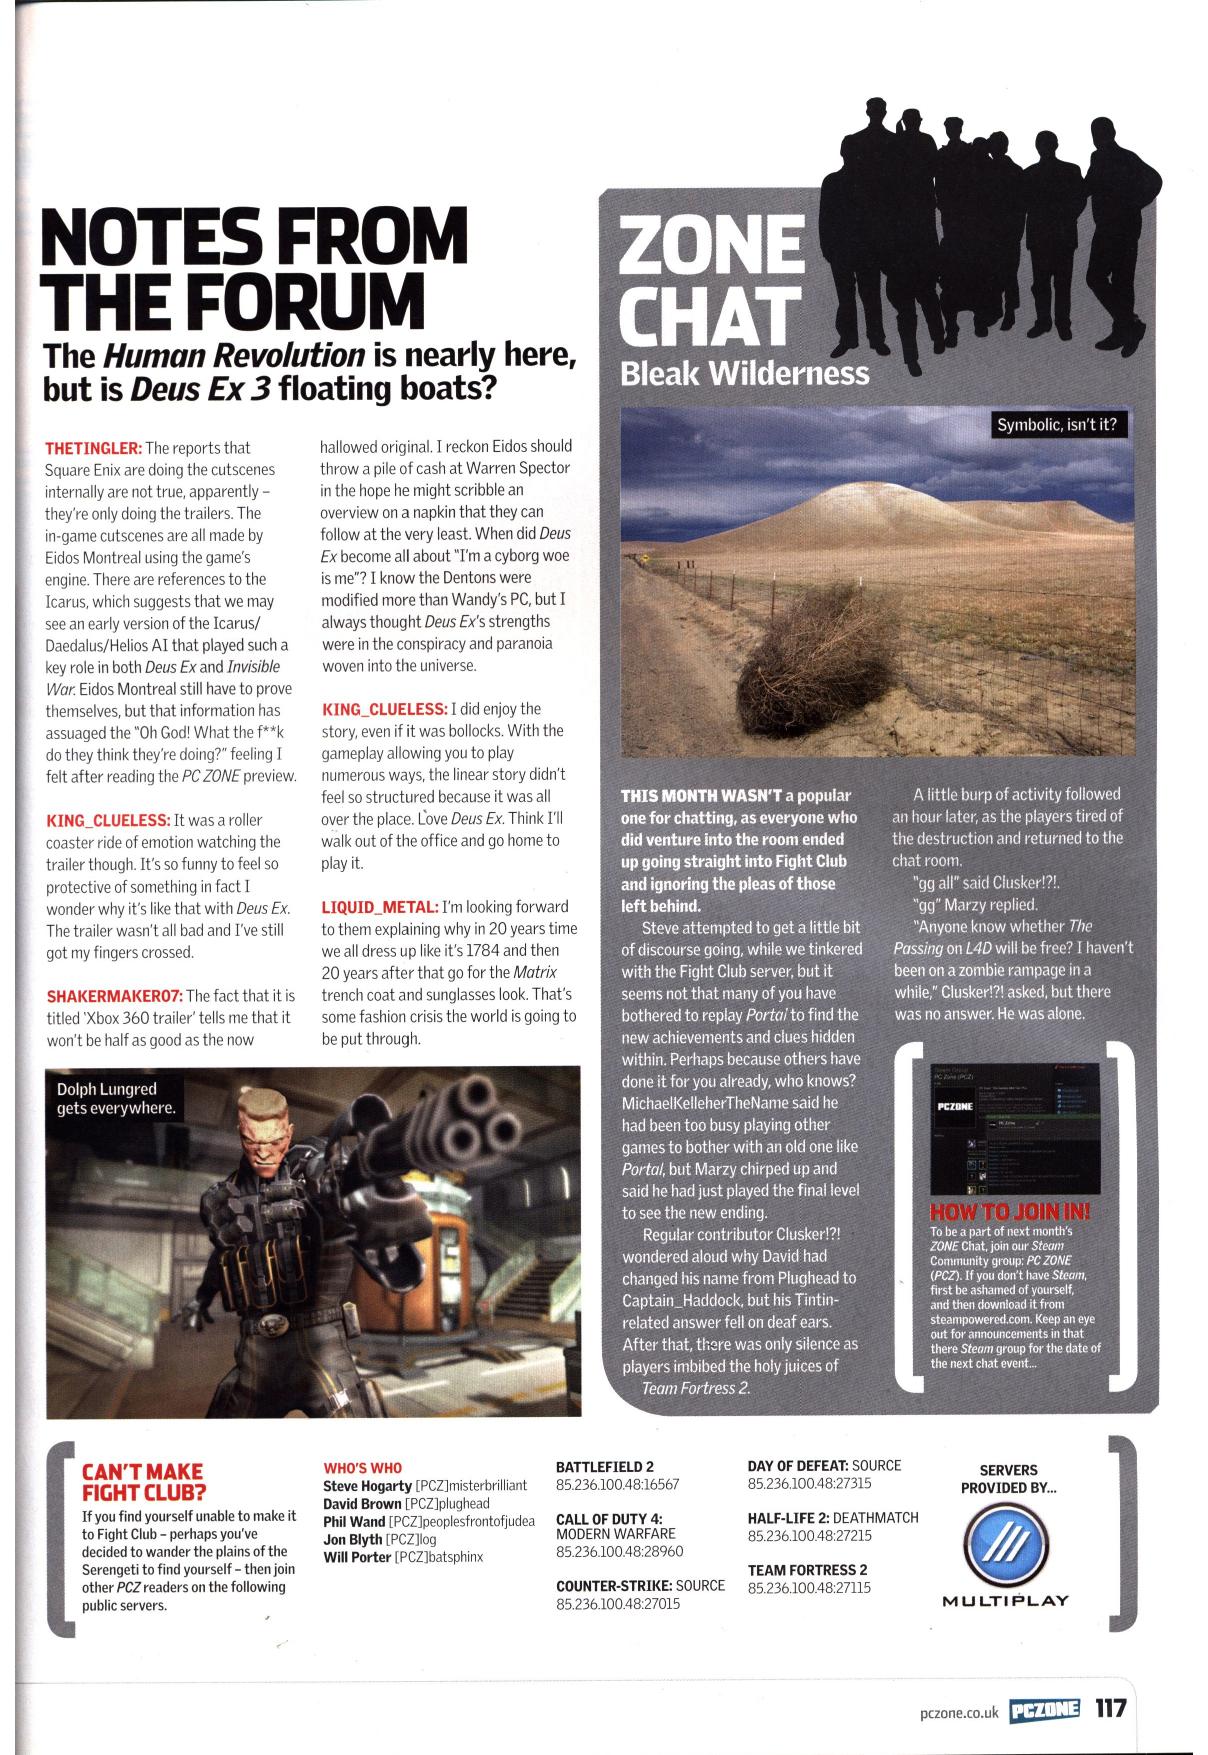 NOTES FROM
THE FORUM
The Human Revolution is nearly here,
but is Deus Ex 3 floating boats?
THETINGLER: The reports that
Square Enix are doing the cutscenes
internally are not true, apparently –
they're only doing the trailers. The
in-game cutscenes are all made by
Eidos Montreal using the game's
engine. There are references to the
Icarus, which suggests that we may
see an early version of the Icarus/
Daedalus/Helios AI that played such a
key role in both Deus Ex and Invisible
War. Eidos Montreal still have to prove
themselves, but that information has
assuaged the "Oh God! What the f**k
do they think they're doing?" feeling I
felt after reading the PC ZONE preview.
KING_CLUELESS: It was a roller
coaster ride of emotion watching the
trailer though. It's so funny to feel so
protective of something in fact I
wonder why it's like that with Deus Ex.
The trailer wasn't all bad and I've still
got my fingers crossed.
SHAKERMAKER07: The fact that it is
titled 'Xbox 360 trailer' tells me that it
won't be half as good as the now
hallowed original. I reckon Eidos should
throw a pile of cash at Warren Spector
in the hope he might scribble an
overview on a napkin that they can
follow at the very least. When did Deus
Ex become all about "I'm a cyborg woe
is me"? I know the Dentons were
modified more than Wandy's PC, but I
always thought Deus Ex's strengths
were in the conspiracy and paranoia
woven into the universe.
KING_CLUELESS: I did enjoy the
story, even if it was bollocks. With the
gameplay allowing you to play
numerous ways, the linear story didn't
feel so structured because it was all
over the place. Love Deus Ex. Think I'll
walk out of the office and go home to
play it.
LIQUID_METAL: I'm looking forward
to them explaining why in 20 years time
we all dress up like it's 1784 and then
20 years after that go for the Matrix
trench coat and sunglasses look. That's
some fashion crisis the world is going to
be put through.
Dolph Lungred
gets everywhere.
ZONE
CHAT
Bleak Wilderness
Symbolic, isn't it?
THIS MONTH WASN'T a popular
one for chatting, as everyone who
did venture into the room ended
up going straight into Fight Club
and ignoring the pleas of those
left behind.
Steve attempted to get a little bit
of discourse going, while we tinkered
with the Fight Club server, but it
seems not that many of you have
bothered to replay Portal to find the
new achievements and clues hidden
within. Perhaps because others have
done it for you already, who knows?
MichaelKelleherTheName said he
had been too busy playing other
games to bother with an old one like
Portal, but Marzy chirped up and
said he had just played the final level
to see the new ending.
Regular contributor Clusker!?!
wondered aloud why David had
changed his name from Plughead to
Captain_Haddock, but his Tintin-
related answer fell on deaf ears.
After that, there was only silence as
players imbibed the holy juices of
Team Fortress 2.
A little burp of activity followed
an hour later, as the players tired of
the destruction and returned to the
chat room.
"gg all" said Clusker!?!.
"gg" Marzy replied.
"Anyone know whether The
Passing on L4D will be free? I haven't
been on a zombie rampage in a
while," Clusker!?! asked, but there
was no answer. He was alone.
PCZONE
HOW TO JOIN IN!
To be a part of next month's
ZONE Chat, join our Steam
Community group: PC ZONE
(PCZ). If you don't have Steam,
first be ashamed of yourself,
and then download it from
steampowered.com. Keep an eye
out for announcements in that
there Steam group for the date of
the next chat event...
CAN'T MAKE
FIGHT CLUB?
If you find yourself unable to make it
to Fight Club – perhaps you've
decided to wander the plains of the
Serengeti to find yourself – then join
other PCZ readers on the following
public servers.
WHO'S WHO
Steve Hogarty [PCZ]misterbrilliant
David Brown [PCZ]plughead
Phil Wand [PCZ]peoplesfrontofjudea
Jon Blyth [PCZ]log
Will Porter [PCZ]batsphinx
BATTLEFIELD 2
85.236.100.48:16567
CALL OF DUTY 4:
MODERN WARFARE
85.236.100.48:28960
COUNTER-STRIKE: SOURCE
85.236.100.48:27015
DAY OF DEFEAT: SOURCE
85.236.100.48:27315
HALF-LIFE 2: DEATHMATCH
85.236.100.48:27215
TEAM FORTRESS 2
85.236.100.48:27115
SERVERS
PROVIDED BY...
MULTIPLAY
pczone.co.uk PCZONE 117